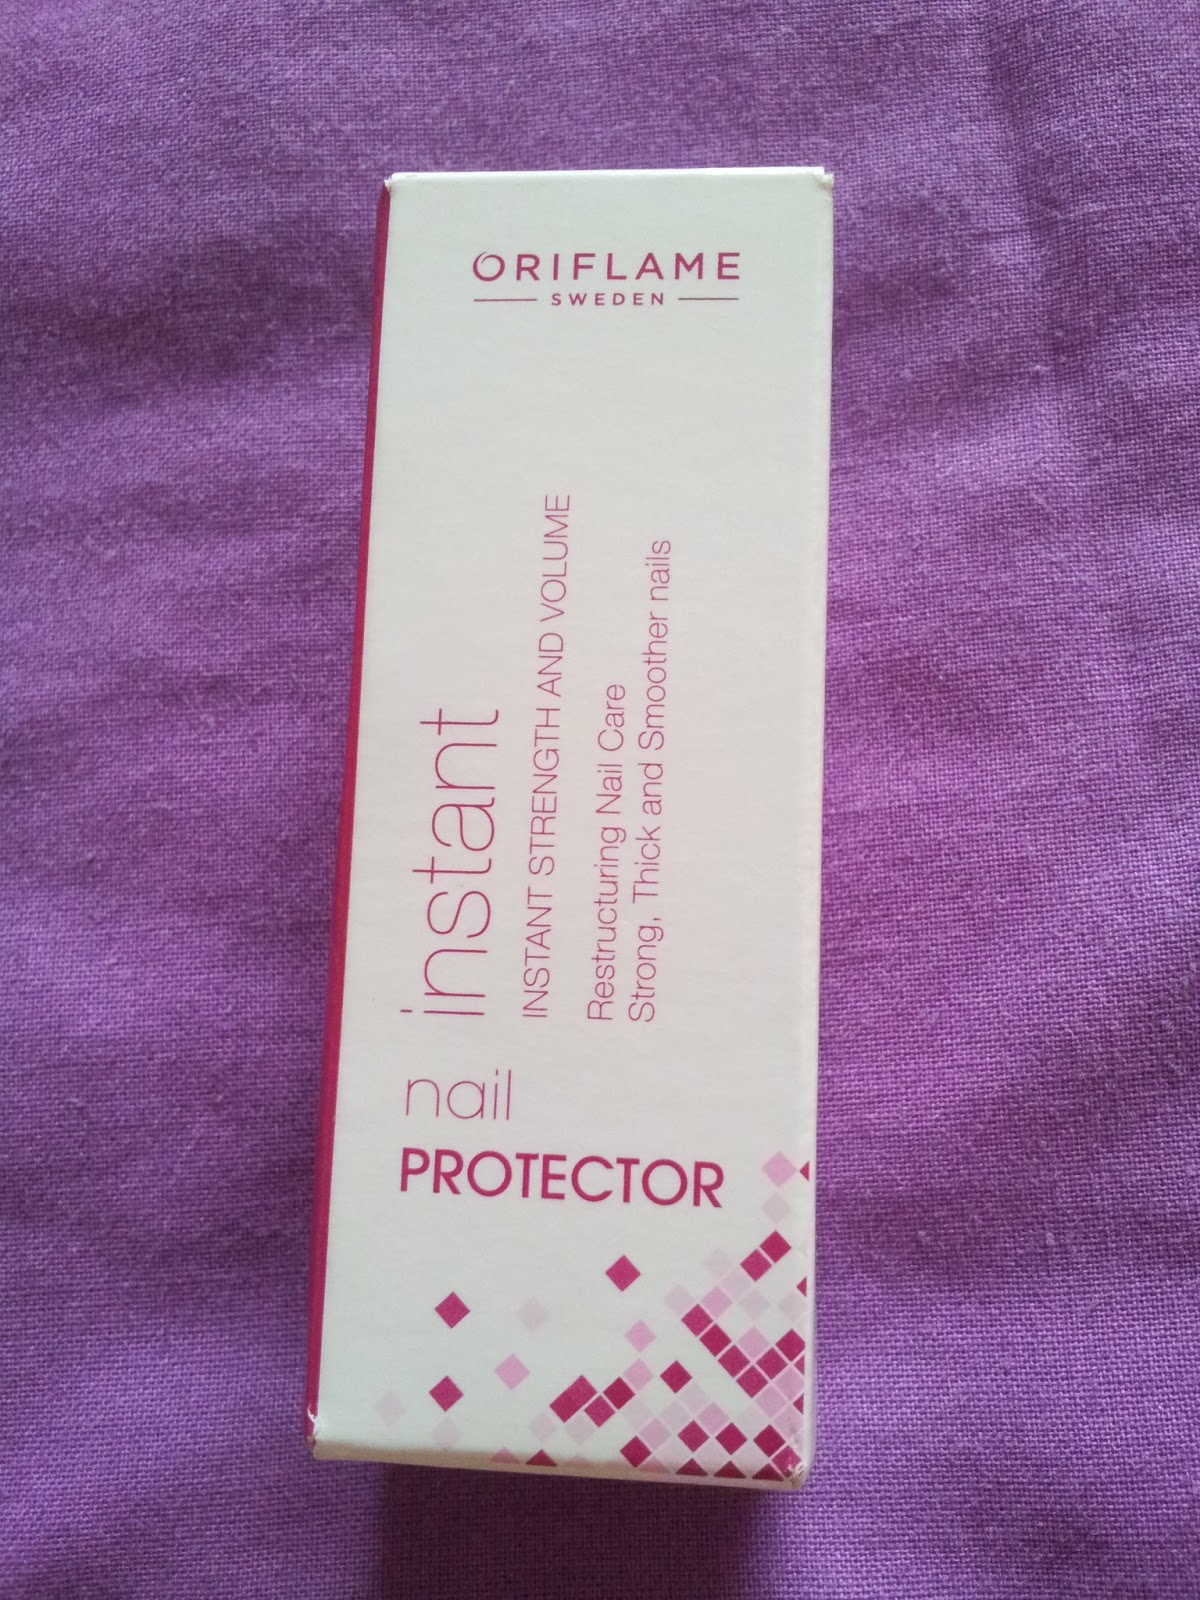 ORIFLAME
SWEDEN
instant
INSTANT STRENGTH AND VOLUME
Restructuring Nail Care
Strong, Thick and Smoother nails
nail
PROTECTOR